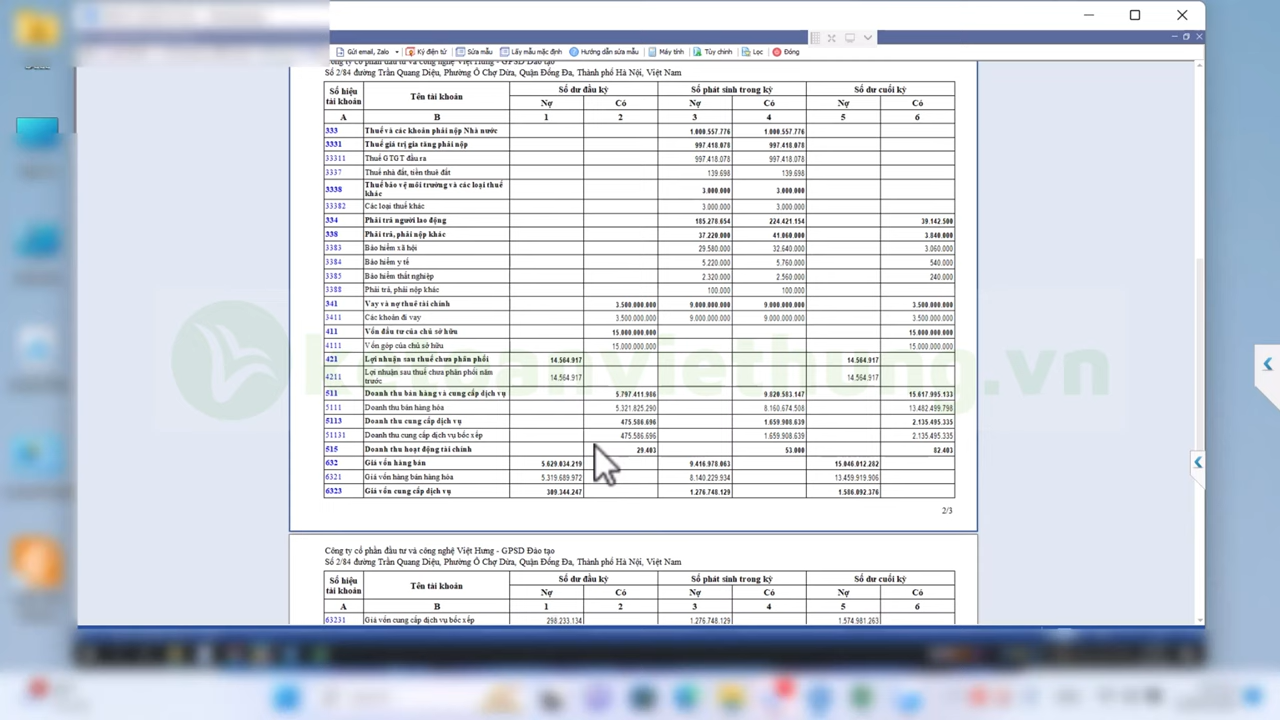 Gửi email, Zalo Ký điện tử Sửa mẫu Lấy mẫu mặc định Hướng dẫn sửa mẫu Máy tính Tùy chỉnh Lọc Đóng
Công ty cổ phần đầu tư và công nghệ Việt Hưng - GPSD Đào tạo
Số 2/84 đường Trần Quang Diệu, Phường Ô Chợ Dừa, Quận Đống Đa, Thành phố Hà Nội, Việt Nam
Số hiệu tài khoản Tên tài khoản Số dư đầu kỳ Số phát sinh trong kỳ Số dư cuối kỳ
Nợ Có Nợ Có Nợ Có
A B 1 2 3 4 5 6
333 Thuế và các khoản phải nộp Nhà nước 1.000.557.776 1.000.557.776
3331 Thuế giá trị gia tăng phải nộp 997.418.078 997.418.078
33311 Thuế GTGT đầu ra 997.418.078 997.418.078
3337 Thuế nhà đất, tiền thuê đất 139.698 139.698
3338 Thuế bảo vệ môi trường và các loại thuế khác 3.000.000 3.000.000
33382 Các loại thuế khác 3.000.000 3.000.000
334 Phải trả người lao động 185.278.654 224.421.154 39.142.500
338 Phải trả, phải nộp khác 37.220.000 41.060.000 3.840.000
3383 Bảo hiểm xã hội 29.580.000 32.640.000 3.060.000
3384 Bảo hiểm y tế 5.220.000 5.760.000 540.000
3385 Bảo hiểm thất nghiệp 2.320.000 2.560.000 240.000
3388 Phải trả, phải nộp khác 100.000 100.000
341 Vay và nợ thuê tài chính 3.500.000.000 9.000.000.000 9.000.000.000 3.500.000.000
3411 Các khoản đi vay 3.500.000.000 9.000.000.000 9.000.000.000 3.500.000.000
411 Vốn đầu tư của chủ sở hữu 15.000.000.000 15.000.000.000
4111 Vốn góp của chủ sở hữu 15.000.000.000 15.000.000.000
421 Lợi nhuận sau thuế chưa phân phối 14.564.917 14.564.917
4211 Lợi nhuận sau thuế chưa phân phối năm trước 14.564.917 14.564.917
511 Doanh thu bán hàng và cung cấp dịch vụ 5.797.411.986 9.820.583.147 15.617.995.133
5111 Doanh thu bán hàng hóa 5.321.825.290 8.160.674.508 13.482.499.798
5113 Doanh thu cung cấp dịch vụ 475.586.696 1.659.908.639 2.135.495.335
51131 Doanh thu cung cấp dịch vụ bốc xếp 475.586.696 1.659.908.639 2.135.495.335
515 Doanh thu hoạt động tài chính 29.403 53.000 82.403
632 Giá vốn hàng bán 5.629.034.219 9.416.978.063 15.046.012.282
6321 Giá vốn hàng bán hàng hóa 5.319.689.972 8.140.229.934 13.459.919.906
6323 Giá vốn cung cấp dịch vụ 309.344.247 1.276.748.129 1.586.092.376
2/3
ketoanviethung.vn
Công ty cổ phần đầu tư và công nghệ Việt Hưng - GPSD Đào tạo
Số 2/84 đường Trần Quang Diệu, Phường Ô Chợ Dừa, Quận Đống Đa, Thành phố Hà Nội, Việt Nam
Số hiệu tài khoản Tên tài khoản Số dư đầu kỳ Số phát sinh trong kỳ Số dư cuối kỳ
Nợ Có Nợ Có Nợ Có
A B 1 2 3 4 5 6
63231 Giá vốn cung cấp dịch vụ bốc xếp 298.233.134 1.276.748.129 1.574.981.263